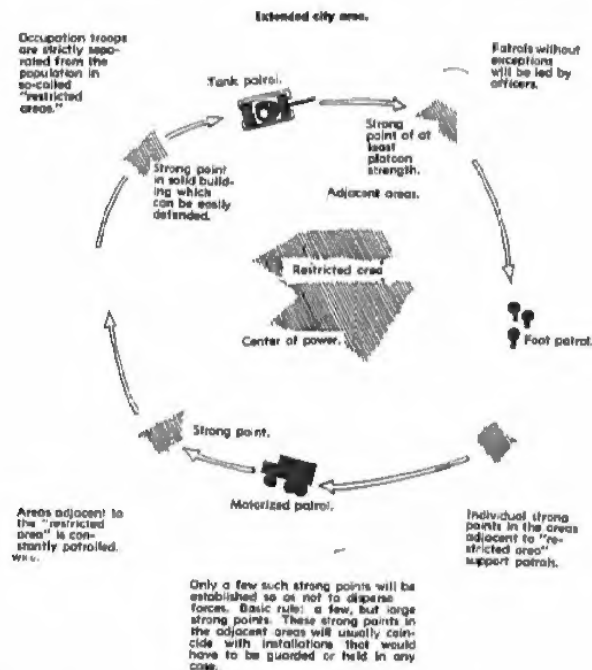 Extended city area.
Occupation troops
are strictly sepa-
rated from the
population in
so-called
"restricted
areas."
Tank patrol.
Patrols without
exceptions
will be led by
officers.
Strong
point of at
least
platoon
strength.
Strong point
in solid build-
ing which
can be easily
defended.
Adjacent areas.
Restricted area
Center of power.
Foot patrol.
Strong point.
Motorized patrol.
Areas adjacent to
the "restricted
area" is con-
stantly patrolled.
Individual strong
points in the areas
adjacent to "re-
stricted area"
support patrols.
Only a few such strong points will be
established so as not to disperse
forces. Basic rule: a few, but large
strong points. These strong points in
the adjacent areas will usually coin-
cide with installations that would
have to be guarded or held in any
case.